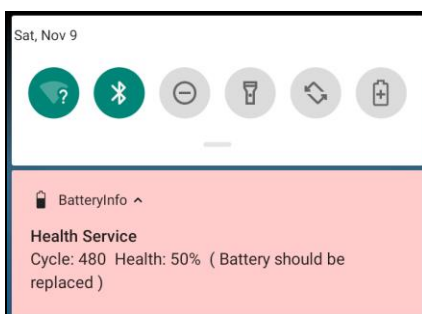 Sat, Nov 9
?
BatteryInfo
Health Service
Cycle: 480 Health: 50% ( Battery should be
replaced )